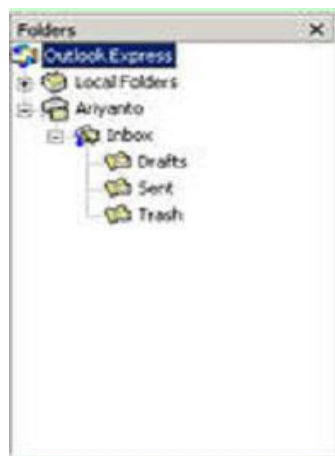 Folders
Outlook Express
Local Folders
Ariyanto
Inbox
Drafts
Sent
Trash